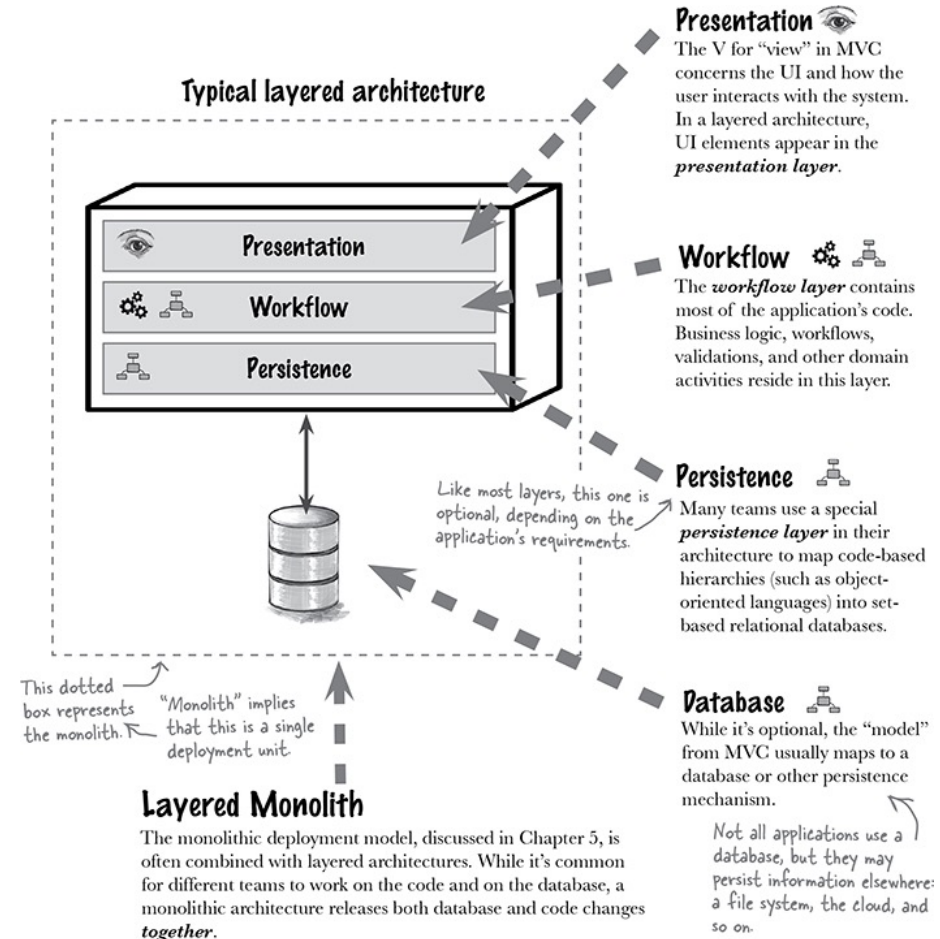 Typical layered architecture
Presentation
Workflow
Persistence
Presentation
The V for “view” in MVC
concerns the UI and how the
user interacts with the system.
In a layered architecture,
UI elements appear in the
presentation layer.
Workflow
The workflow layer contains
most of the application’s code.
Business logic, workflows,
validations, and other domain
activities reside in this layer.
Persistence
Many teams use a special
persistence layer in their
architecture to map code-based
hierarchies (such as object-
oriented languages) into set-
based relational databases.
Like most layers, this one is
optional, depending on the
application’s requirements.
Database
While it’s optional, the “model”
from MVC usually maps to a
database or other persistence
mechanism.
Not all applications use a
database, but they may
persist information elsewhere:
a file system, the cloud, and
so on.
This dotted
box represents
the monolith.
“Monolith” implies
that this is a single
deployment unit.
Layered Monolith
The monolithic deployment model, discussed in Chapter 5, is
often combined with layered architectures. While it’s common
for different teams to work on the code and on the database, a
monolithic architecture releases both database and code changes
together.